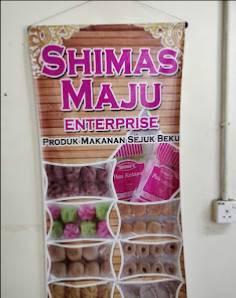 SHIMAS
MAJU
ENTERPRISE
PRODUK MAKANAN SEJUK BEKU